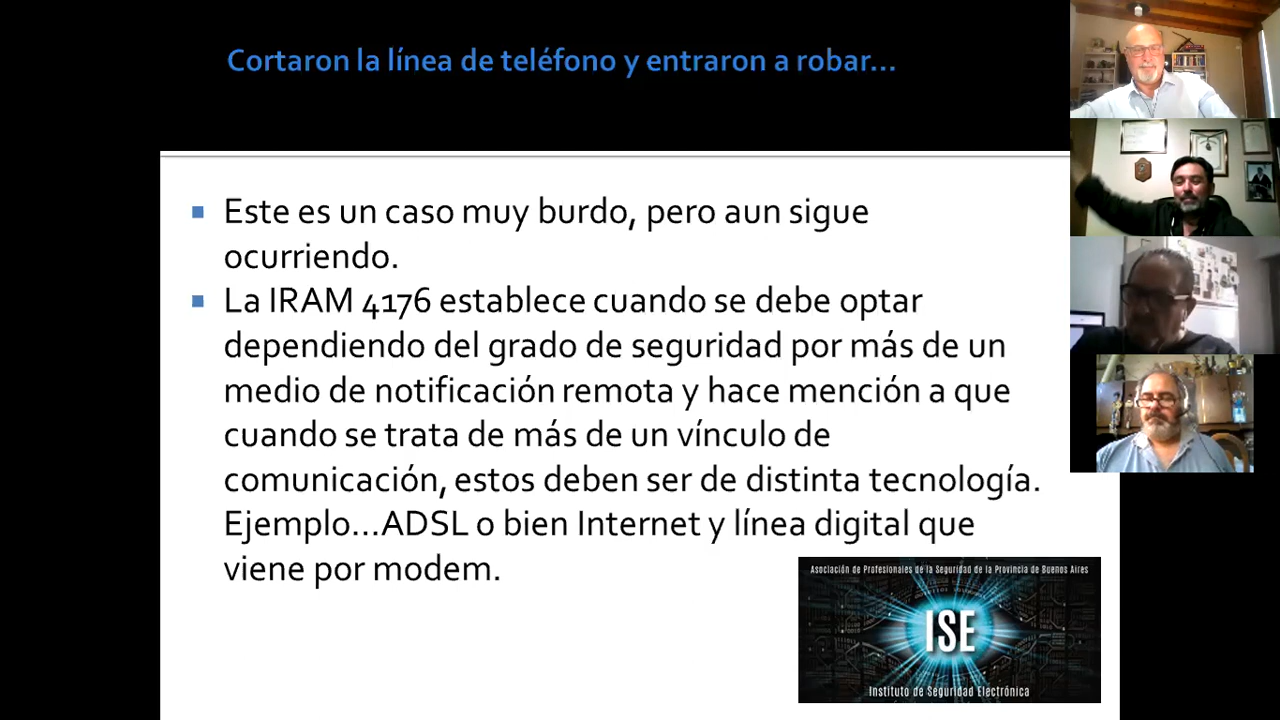 Cortaron la línea de teléfono y entraron a robar...
Este es un caso muy burdo, pero aun sigue
ocurriendo.
La IRAM 4176 establece cuando se debe optar
dependiendo del grado de seguridad por más de un
medio de notificación remota y hace mención a que
cuando se trata de más de un vínculo de
comunicación, estos deben ser de distinta tecnología.
Ejemplo...ADSL o bien Internet y línea digital que
viene por modem.
Asociación de Profesionales de la Seguridad de la Provincia de Buenos Aires
ISE
Instituto de Seguridad Electrónica